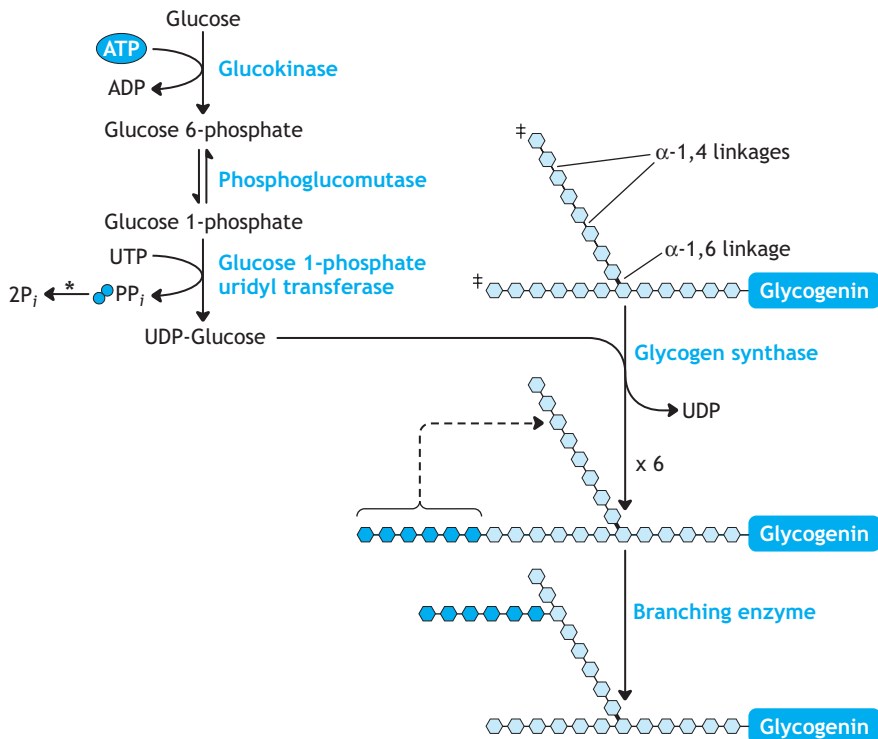 Glucose
ATP
Glucokinase
ADP
Glucose 6-phosphate
Phosphoglucomutase
Glucose 1-phosphate
UTP
Glucose 1-phosphate
uridyl transferase
2Pi
*
PPi
UDP-Glucose
‡
α-1,4 linkages
α-1,6 linkage
‡
Glycogenin
Glycogen synthase
UDP
x 6
Glycogenin
Branching enzyme
Glycogenin